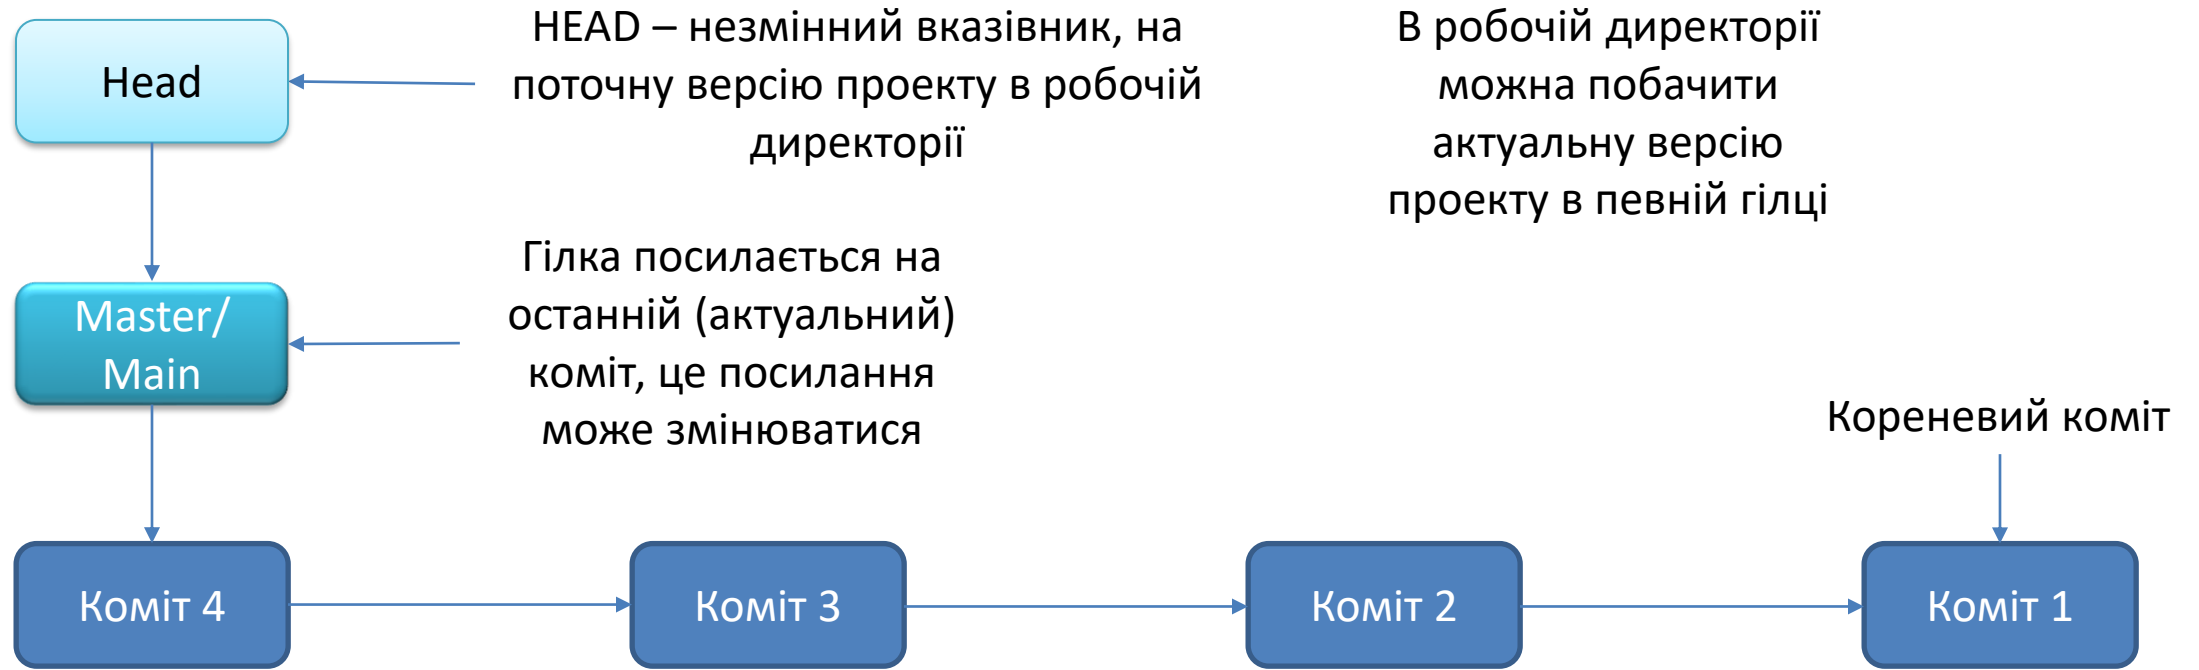 Head
HEAD – незмінний вказівник, на
поточну версію проекту в робочій
директорії
В робочій директорії
можна побачити
актуальну версію
проекту в певній гілці
Master/
Main
Гілка посилається на
останній (актуальний)
коміт, це посилання
може змінюватися
Кореневий коміт
Коміт 4
Коміт 3
Коміт 2
Коміт 1